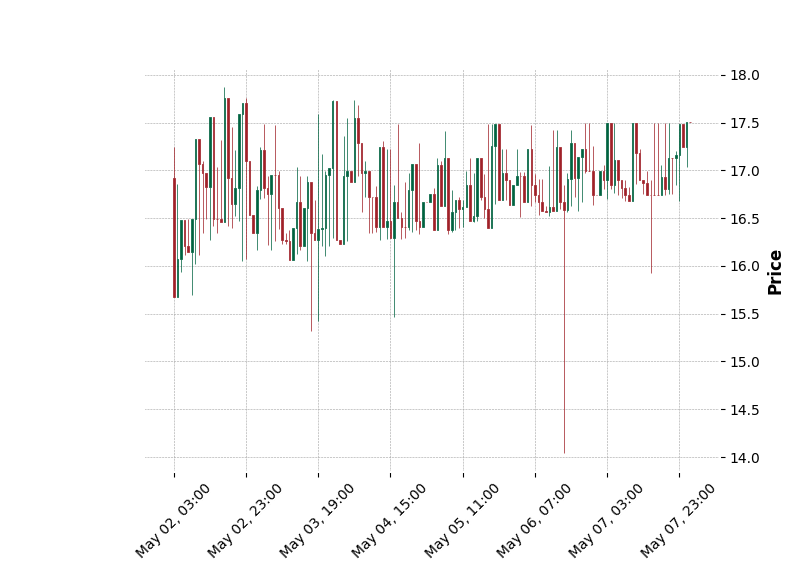 18.0
17.5
17.0
16.5
16.0
15.5
15.0
14.5
14.0
Price
May 02, 03:00
May 02, 23:00
May 03, 19:00
May 04, 15:00
May 05, 11:00
May 06, 07:00
May 07, 03:00
May 07, 23:00